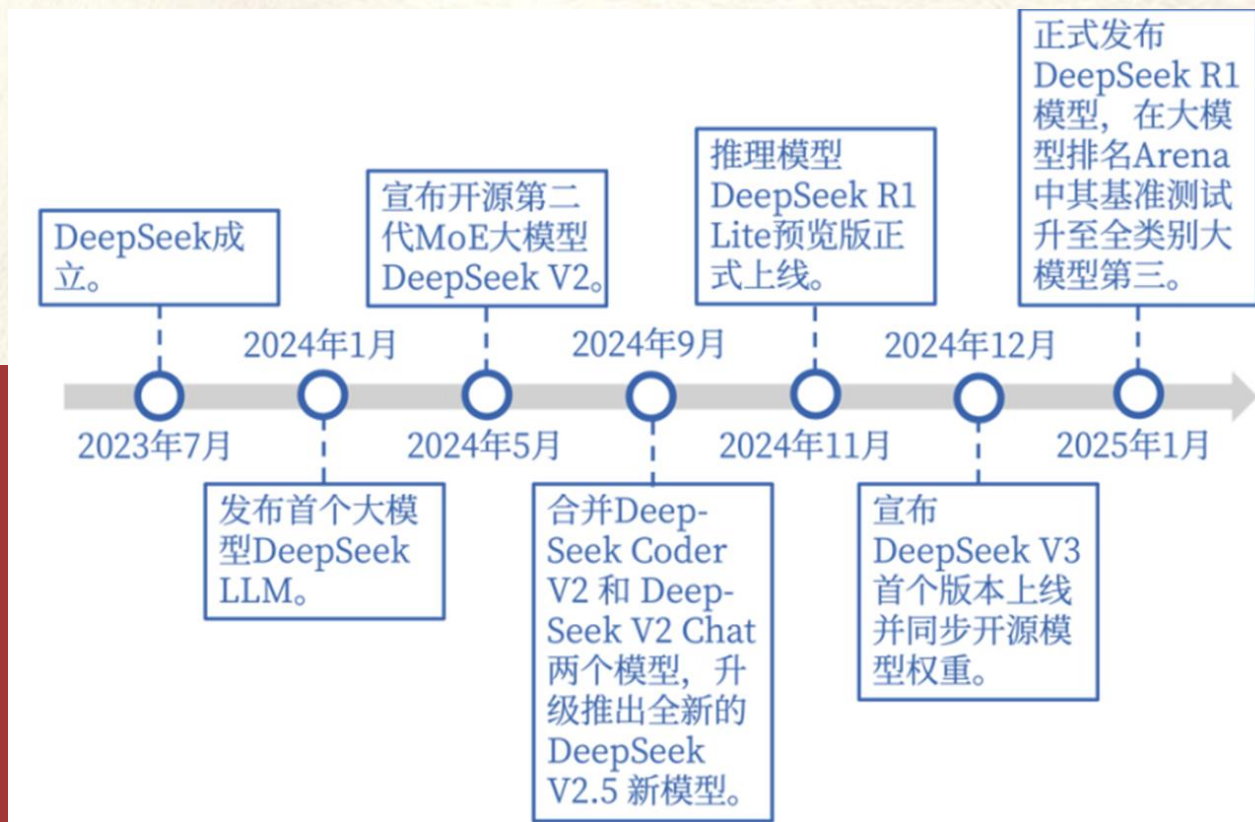 DeepSeek成
立。
2023年7月
2024年1月
发布首个大模
型DeepSeek
LLM。
宣布开源第二
代MoE大模型
DeepSeek V2。
2024年5月
2024年9月
合并Deep-
Seek Coder
V2 和 Deep-
Seek V2 Chat
两个模型，升
级推出全新的
DeepSeek
V2.5 新模型。
推理模型
DeepSeek R1
Lite预览版正
式上线。
2024年11月
2024年12月
宣布
DeepSeek V3
首个版本上线
并同步开源模
型权重。
正式发布
DeepSeek R1
模型，在大模
型排名Arena
中其基准测试
升至全类别大
模型第三。
2025年1月